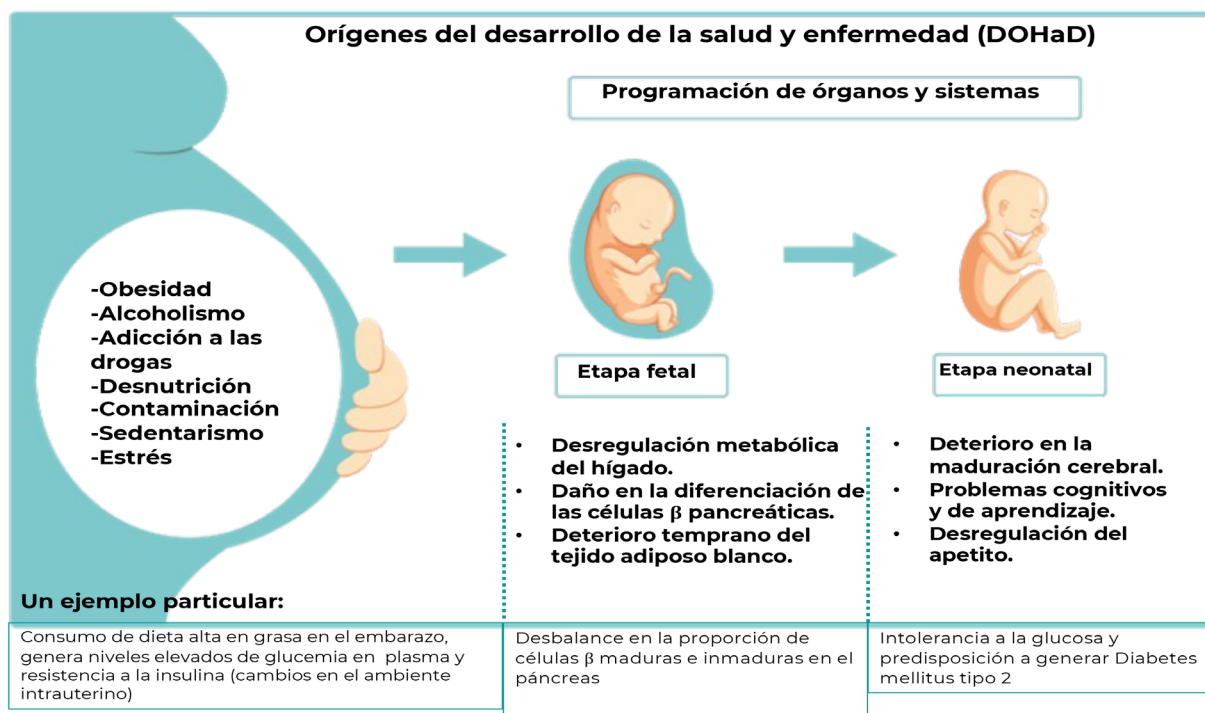 Orígenes del desarrollo de la salud y enfermedad (DOHaD)
Programación de órganos y sistemas
-Obesidad
-Alcoholismo
-Adicción a las
drogas
-Desnutrición
-Contaminación
-Sedentarismo
-Estrés
Etapa fetal
• Desregulación metabólica
del hígado.
• Daño en la diferenciación de
las células β pancreáticas.
• Deterioro temprano del
tejido adiposo blanco.
Etapa neonatal
• Deterioro en la
maduración cerebral.
• Problemas cognitivos
y de aprendizaje.
• Desregulación del
apetito.
Un ejemplo particular:
Consumo de dieta alta en grasa en el embarazo,
genera niveles elevados de glucemia en plasma y
resistencia a la insulina (cambios en el ambiente
intrauterino)
Desbalance en la proporción de
células β maduras e inmaduras en el
páncreas
Intolerancia a la glucosa y
predisposición a generar Diabetes
mellitus tipo 2